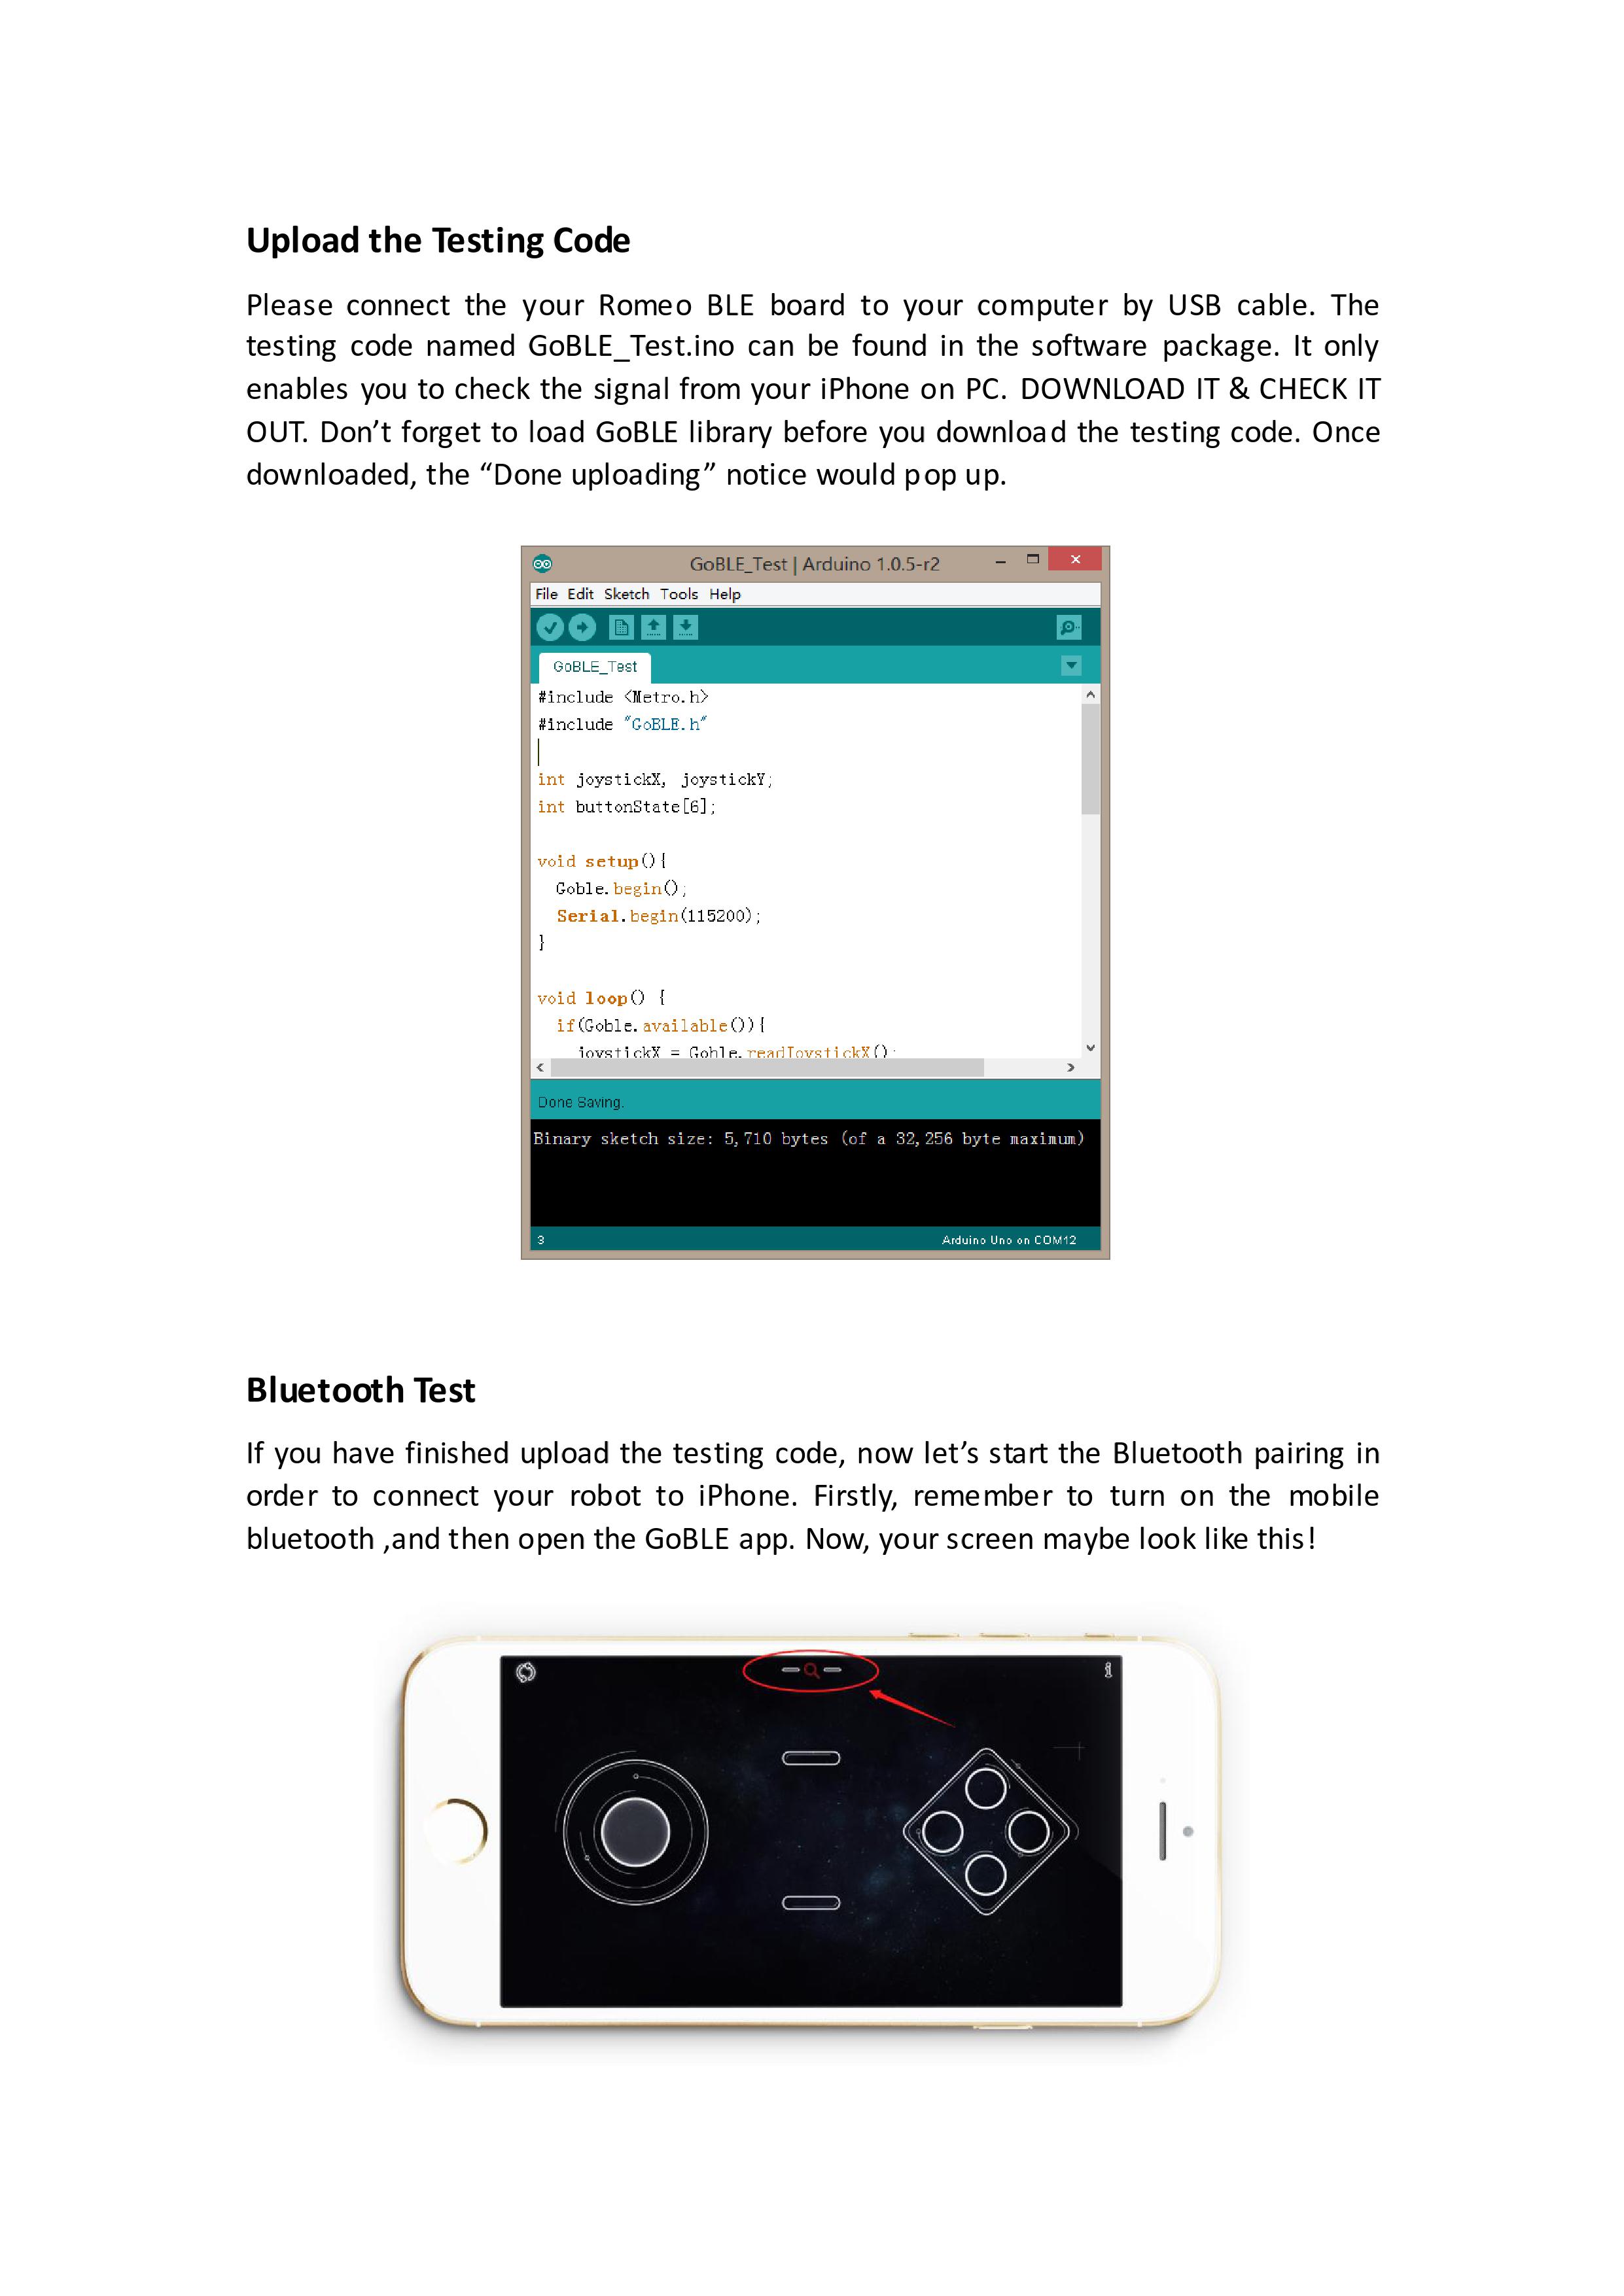 Upload the Testing Code
Please connect the your Romeo BLE board to your computer by USB cable. The
testing code named GoBLE_Test.ino can be found in the software package. It only
enables you to check the signal from your iPhone on PC. DOWNLOAD IT & CHECK IT
OUT. Don’t forget to load GoBLE library before you download the testing code. Once
downloaded, the “Done uploading” notice would pop up.
GoBLE_Test | Arduino 1.0.5-r2
File Edit Sketch Tools Help
GoBLE_Test
#include <Metro.h>
#include "GoBLE.h"
int joystickX, joystickY;
int buttonState[6];
void setup(){
Goble.begin();
Serial.begin(115200);
}
void loop() {
if(Goble.available()){
joystickX = Goble.readJoystickX();
Done Saving.
Binary sketch size: 5,710 bytes (of a 32,256 byte maximum)
3 Arduino Uno on COM12
Bluetooth Test
If you have finished upload the testing code, now let’s start the Bluetooth pairing in
order to connect your robot to iPhone. Firstly, remember to turn on the mobile
bluetooth ,and then open the GoBLE app. Now, your screen maybe look like this!